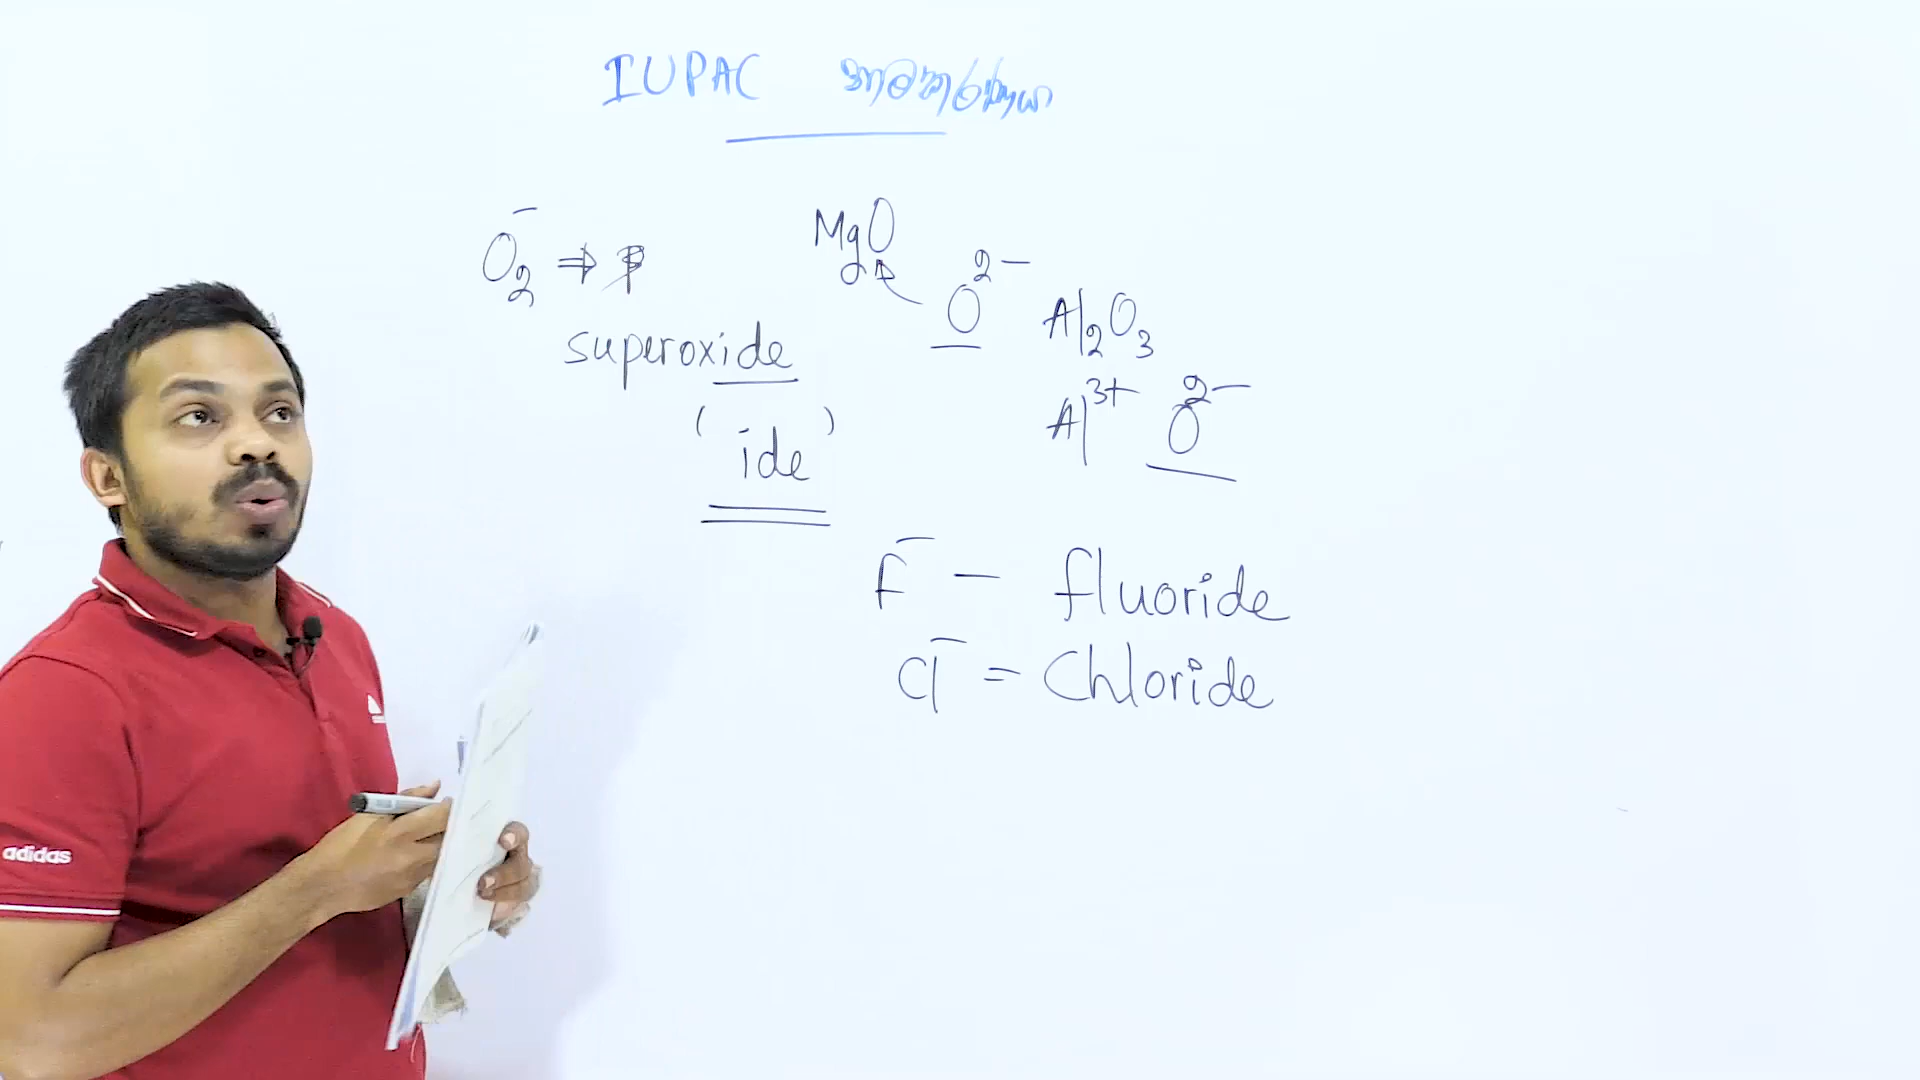 IUPAC නාමකරණය
O₂⁻ ⇒
superoxide
(ide)
MgO
O²⁻
Al₂O₃
Al³⁺ O²⁻
F⁻ — fluoride
Cl⁻ = Chloride
adidas